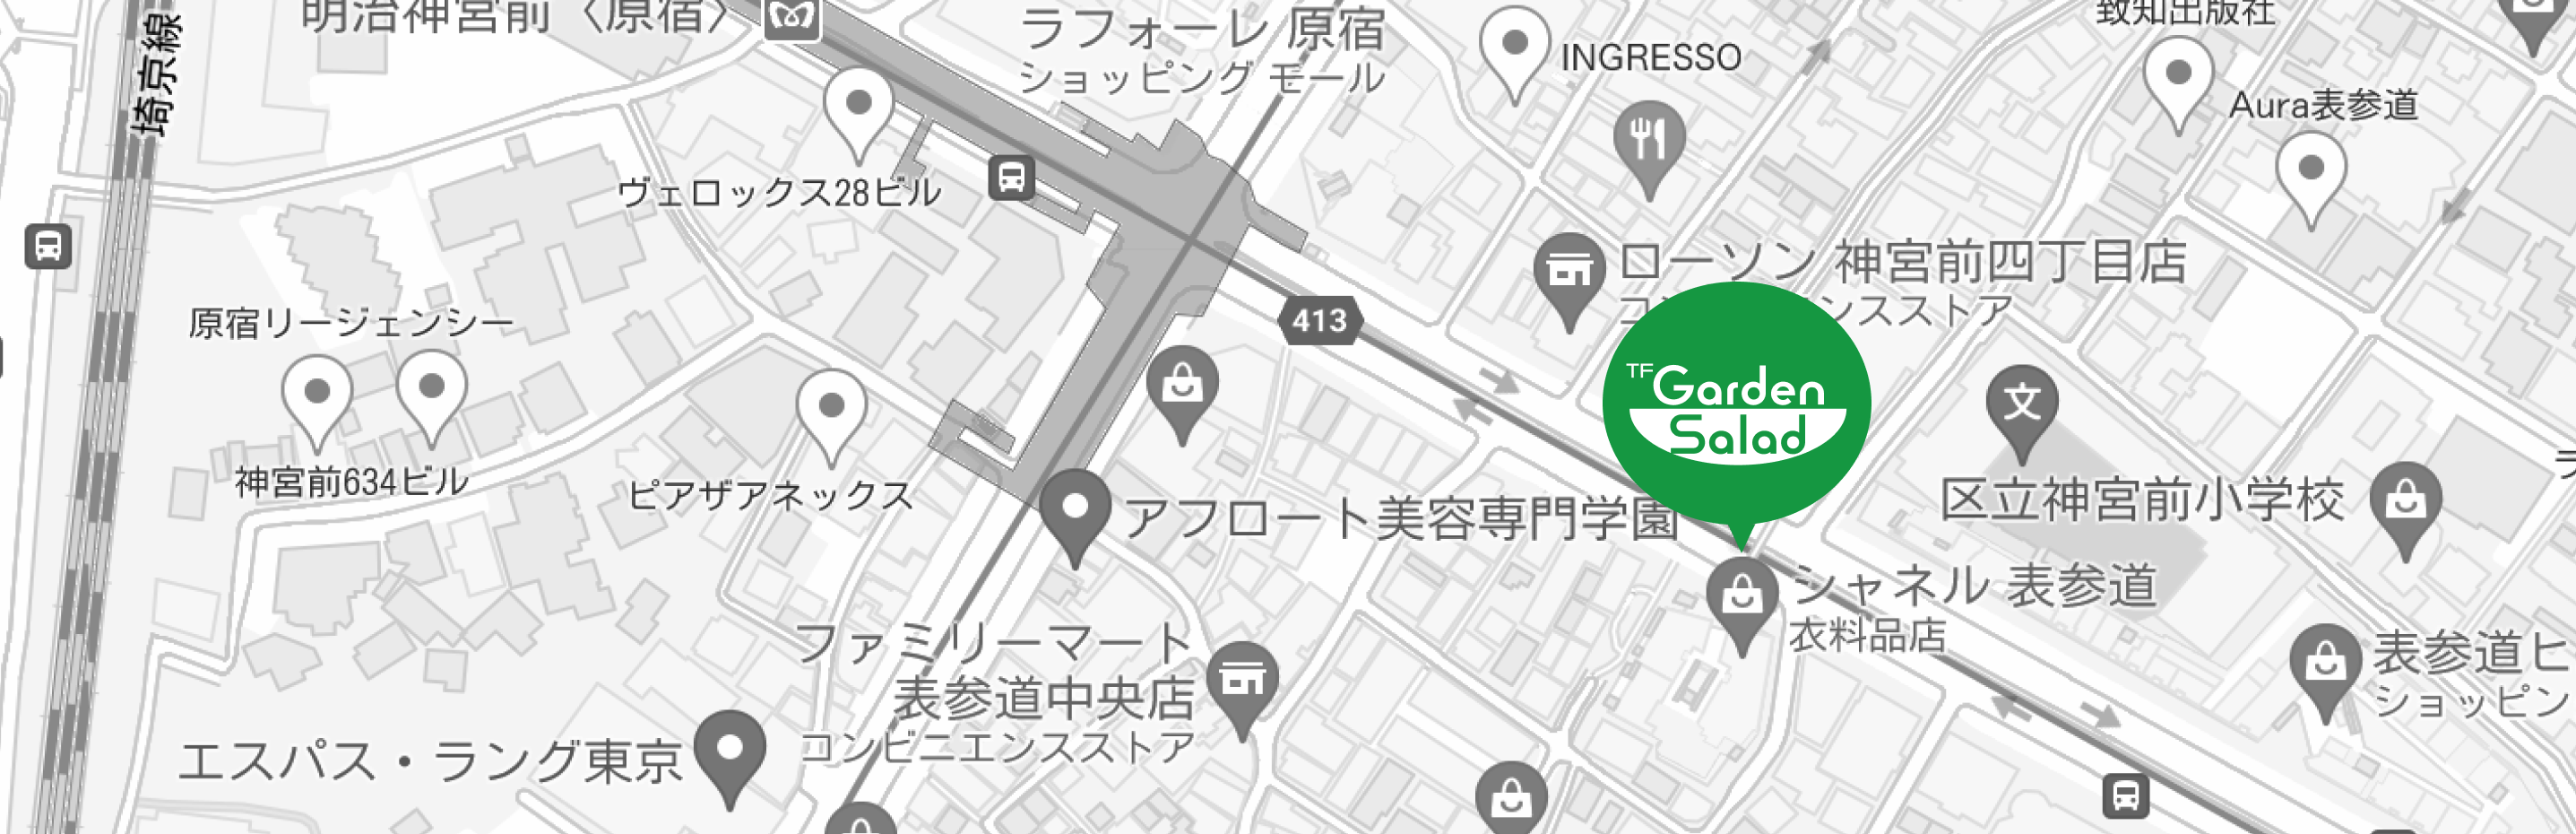 明治神宮前〈原宿〉
埼京線
ラフォーレ 原宿
ショッピング モール
INGRESSO
致知出版社
Aura表参道
ヴェロックス28ビル
ローソン 神宮前四丁目店
ンスストア
413
原宿リージェンシー
TF Garden
Salad
文
神宮前634ビル
ピアザアネックス
アフロート美容専門学園
区立神宮前小学校
シャネル 表参道
衣料品店
ファミリーマート
表参道中央店
コンビニエンスストア
表参道ヒ
ショッピン
エスパス・ラング東京